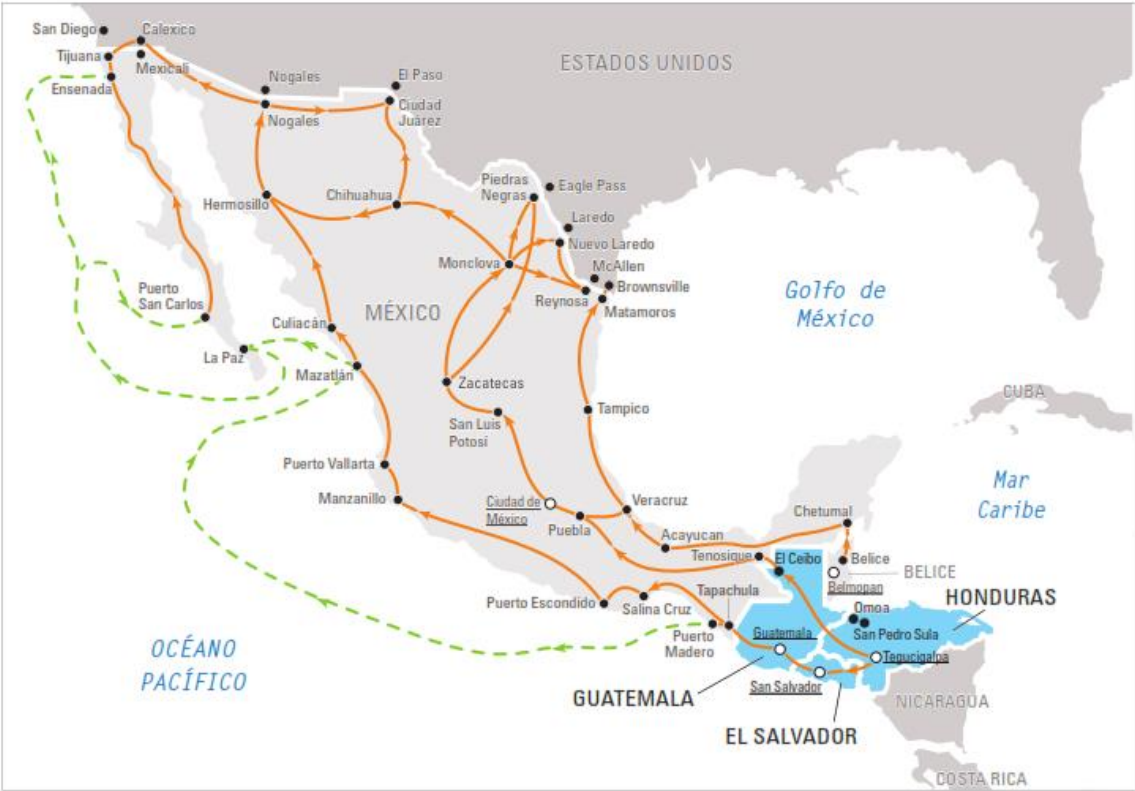 San Diego
Calexico
Tijuana
Mexicali
Ensenada
Nogales
El Paso
Nogales
Ciudad
Juárez
ESTADOS UNIDOS
Hermosillo
Chihuahua
Piedras
Negras
Eagle Pass
Laredo
Nuevo Laredo
Monclova
McAllen
Brownsville
Reynosa
Matamoros
Puerto
San Carlos
Culiacán
MÉXICO
Golfo de
México
La Paz
Mazatlán
Zacatecas
San Luis
Potosí
Tampico
CUBA
Puerto Vallarta
Manzanillo
Ciudad de
México
Puebla
Veracruz
Chetumal
Mar
Caribe
Acayucan
Tenosique
El Ceibo
Belice
BELICE
Belmopan
Puerto Escondido
Salina Cruz
Tapachula
Omoa
San Pedro Sula
HONDURAS
Puerto
Madero
Guatemala
Tegucigalpa
OCÉANO
PACÍFICO
GUATEMALA
San Salvador
NICARAGUA
EL SALVADOR
COSTA RICA